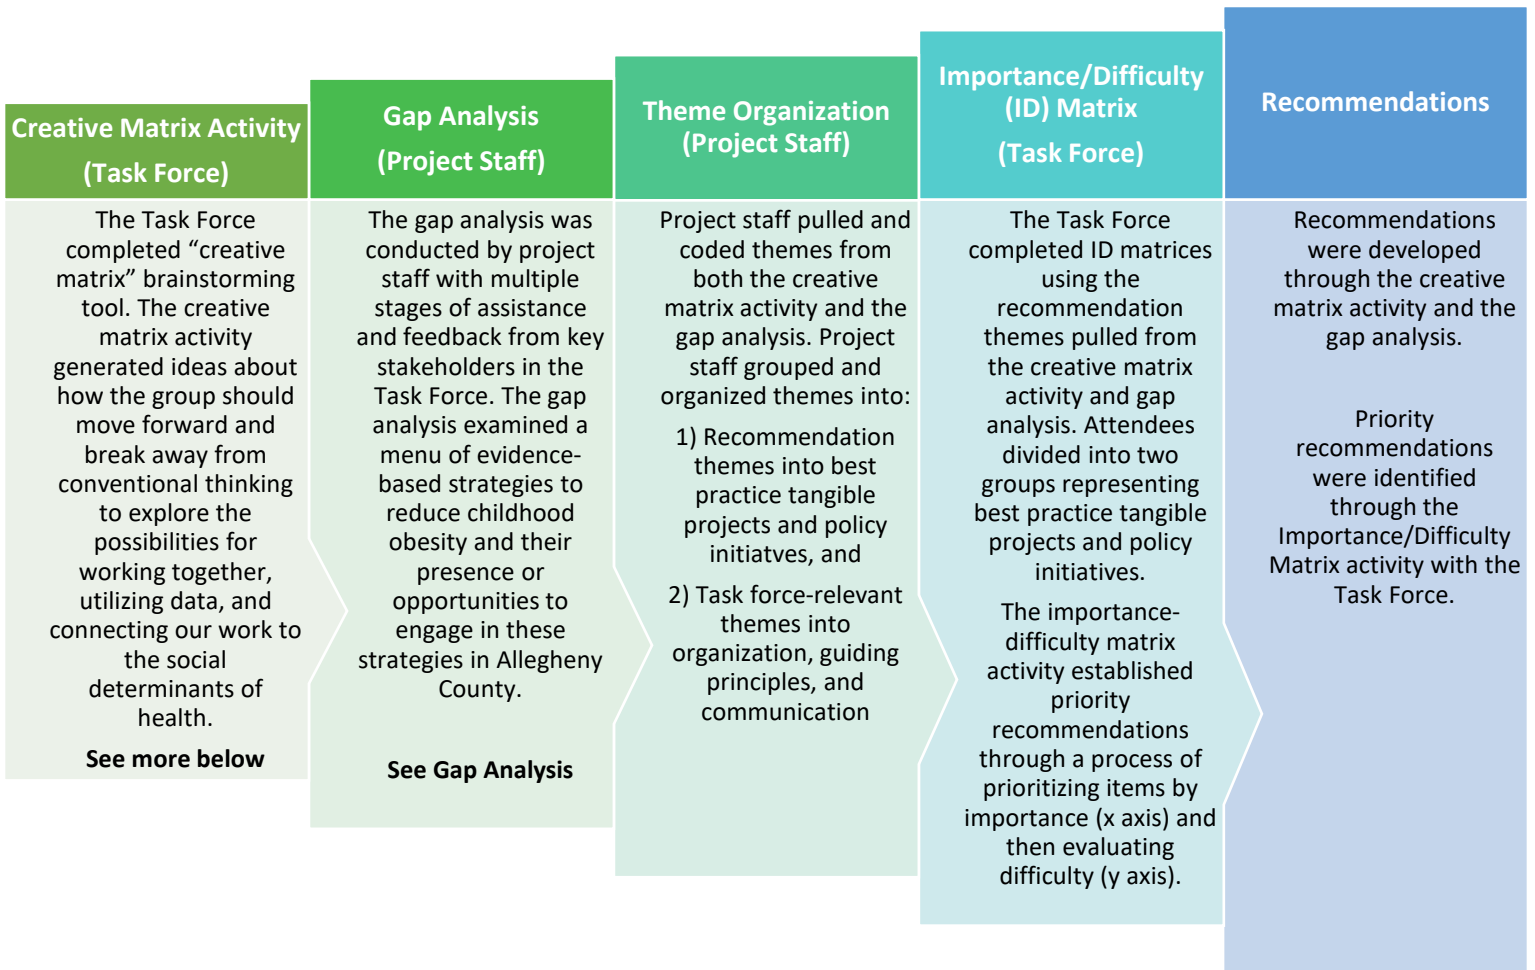 Creative Matrix Activity
(Task Force)
The Task Force
completed “creative
matrix” brainstorming
tool. The creative
matrix activity
generated ideas about
how the group should
move forward and
break away from
conventional thinking
to explore the
possibilities for
working together,
utilizing data, and
connecting our work to
the social
determinants of
health.
See more below
Gap Analysis
(Project Staff)
The gap analysis was
conducted by project
staff with multiple
stages of assistance
and feedback from key
stakeholders in the
Task Force. The gap
analysis examined a
menu of evidence-
based strategies to
reduce childhood
obesity and their
presence or
opportunities to
engage in these
strategies in Allegheny
County.
See Gap Analysis
Theme Organization
(Project Staff)
Project staff pulled and
coded themes from
both the creative
matrix activity and the
gap analysis. Project
staff grouped and
organized themes into:
1) Recommendation
themes into best
practice tangible
projects and policy
initiatves, and
2) Task force-relevant
themes into
organization, guiding
principles, and
communication
Importance/Difficulty
(ID) Matrix
(Task Force)
The Task Force
completed ID matrices
using the
recommendation
themes pulled from
the creative matrix
activity and gap
analysis. Attendees
divided into two
groups representing
best practice tangible
projects and policy
initiatives.
The importance-
difficulty matrix
activity established
priority
recommendations
through a process of
prioritizing items by
importance (x axis) and
then evaluating
difficulty (y axis).
Recommendations
Recommendations
were developed
through the creative
matrix activity and the
gap analysis.
Priority
recommendations
were identified
through the
Importance/Difficulty
Matrix activity with the
Task Force.